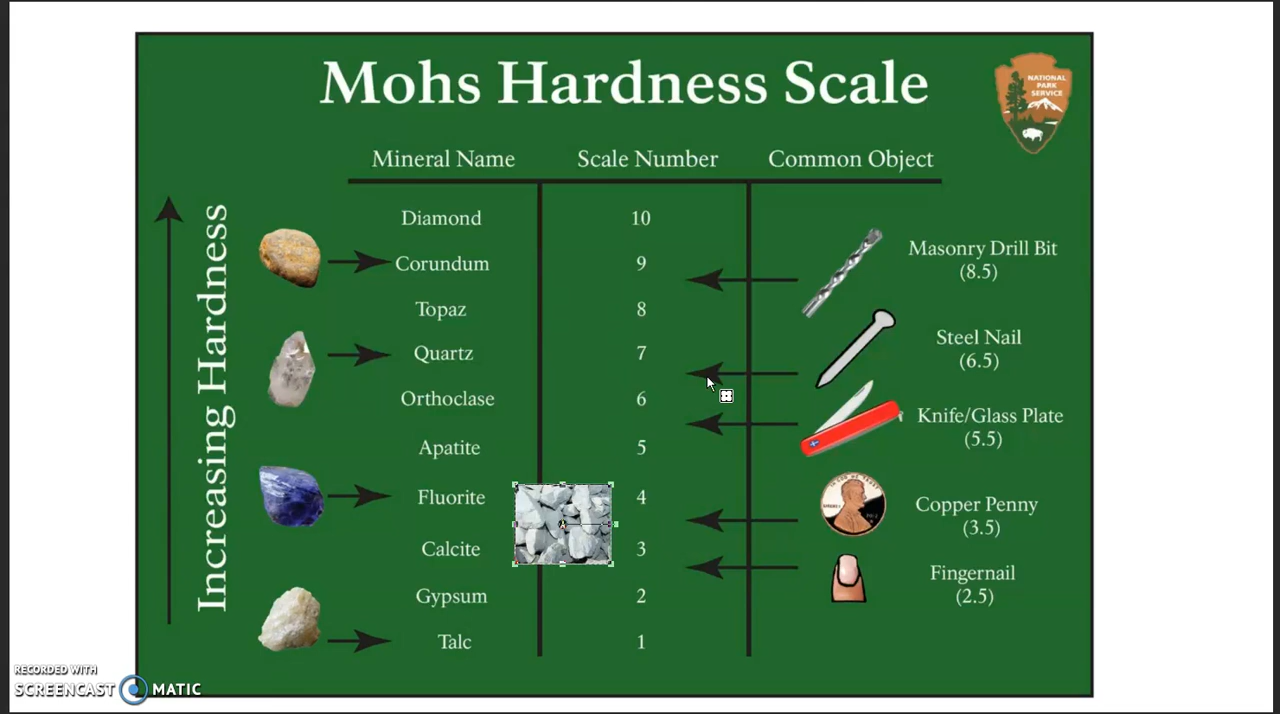 Mohs Hardness Scale
NATIONAL
PARK
SERVICE
Mineral Name
Scale Number
Common Object
Increasing Hardness
Diamond
10
Corundum
9
Masonry Drill Bit
(8.5)
Topaz
8
Quartz
7
Steel Nail
(6.5)
Orthoclase
6
Knife/Glass Plate
(5.5)
Apatite
5
Fluorite
4
Copper Penny
(3.5)
Calcite
3
Fingernail
(2.5)
Gypsum
2
Talc
1
RECORDED WITH
SCREENCAST MATIC